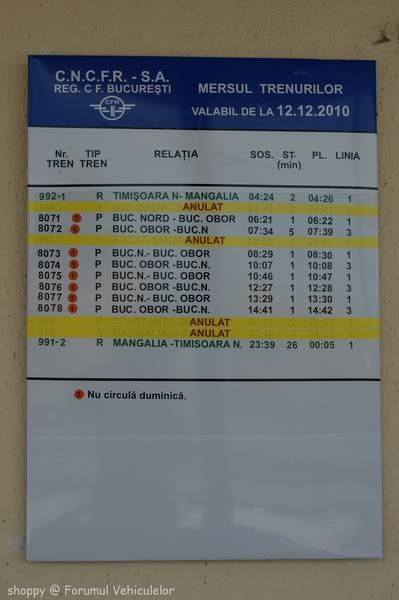 C.N.C.F.R. - S.A.
REG. C F. BUCUREȘTI
CFR
MERSUL TRENURILOR
VALABIL DE LA 12.12.2010
Nr. TREN TIP TREN RELAȚIA SOS. ST. (min) PL. LINIA
992-1 R TIMIȘOARA N- MANGALIA 04:24 2 04:26 1
ANULAT
8071 ! P BUC. NORD - BUC. OBOR 06:21 1 06:22 1
8072 ! P BUC. OBOR -BUC.N 07:34 5 07:39 3
ANULAT
8073 ! P BUC.N.- BUC. OBOR 08:29 1 08:30 1
8074 ! P BUC. OBOR -BUC.N. 10:07 1 10:08 3
8075 ! P BUC.N.- BUC. OBOR 10:46 1 10:47 1
8076 ! P BUC. OBOR -BUC.N. 12:27 1 12:28 3
8077 ! P BUC.N.- BUC. OBOR 13:29 1 13:30 1
8078 ! P BUC. OBOR -BUC.N. 14:41 1 14:42 3
ANULAT
ANULAT
991-2 R MANGALIA -TIMISOARA N. 23:39 26 00:05 1
! Nu circulă duminică.
shoppy @ Forumul Vehiculelor